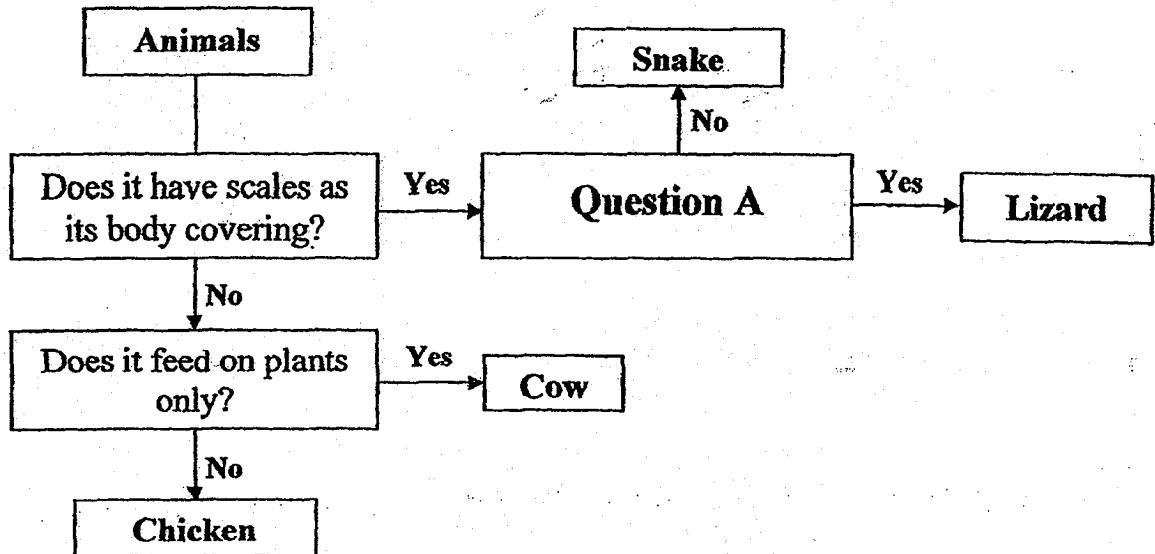 Animals
Snake
No
Does it have scales as
its body covering?
Yes
Question A
Yes
Lizard
No
Does it feed on plants
only?
Yes
Cow
No
Chicken